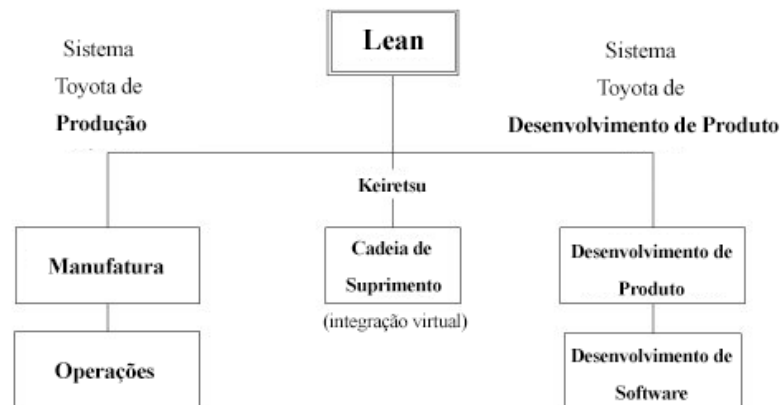 Lean
Sistema
Toyota de
Produção
Sistema
Toyota de
Desenvolvimento de Produto
Keiretsu
Manufatura
Cadeia de
Suprimento
(integração virtual)
Desenvolvimento de
Produto
Operações
Desenvolvimento de
Software